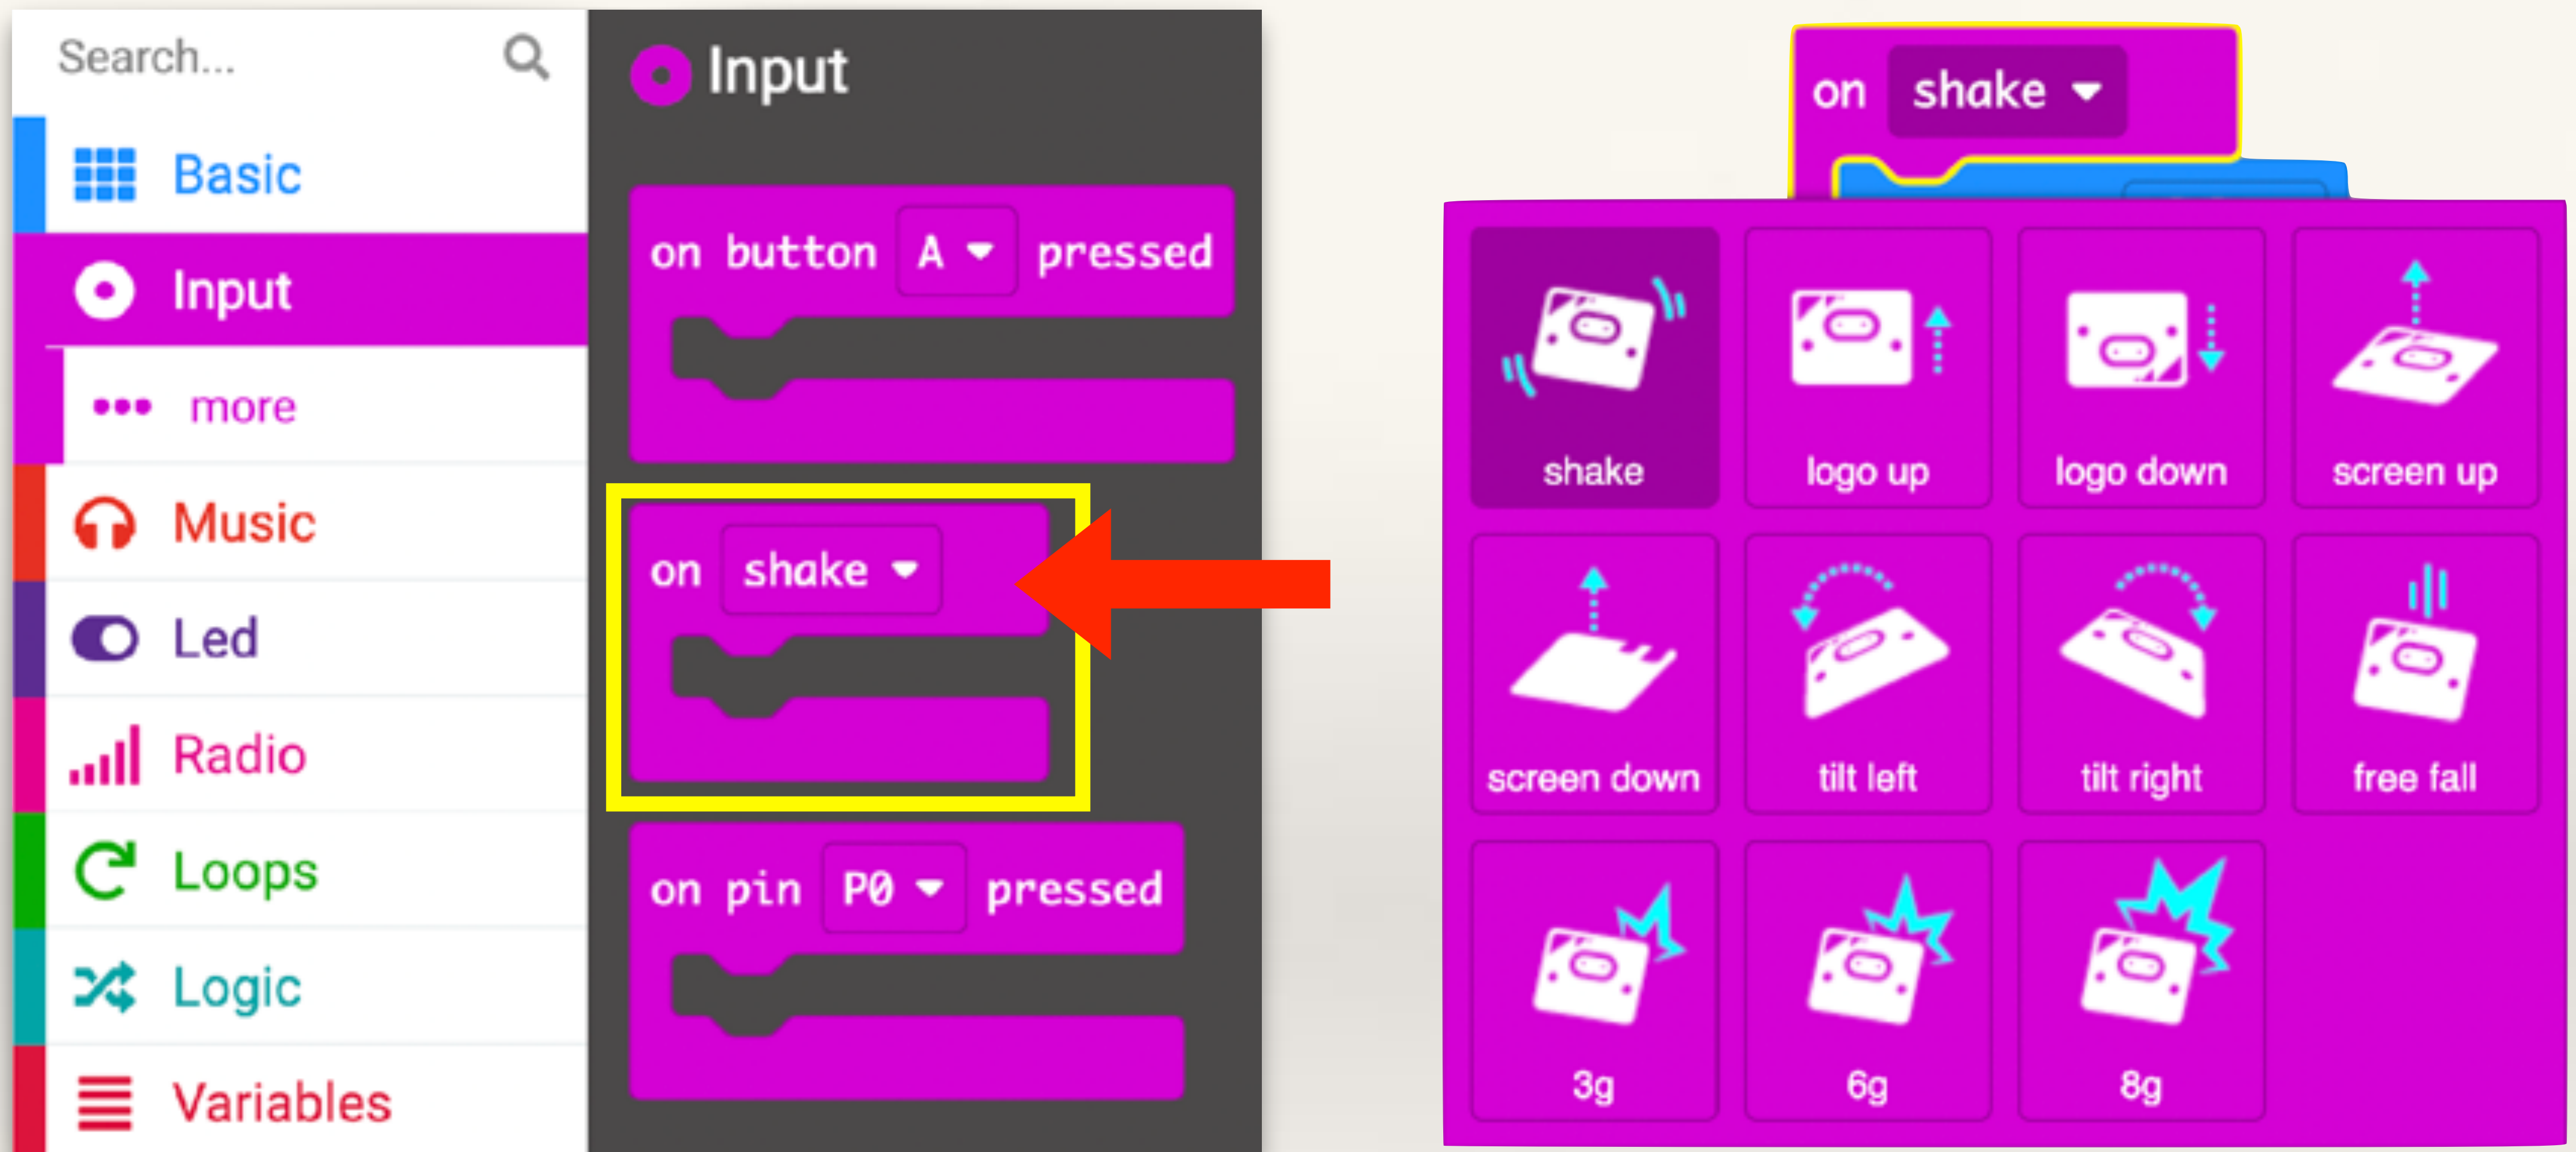 Search...
Basic
Input
more
Music
Led
Radio
Loops
Logic
Variables
Input
on button A pressed
on shake
on pin P0 pressed
on shake
shake logo up logo down screen up
screen down tilt left tilt right free fall
3g 6g 8g